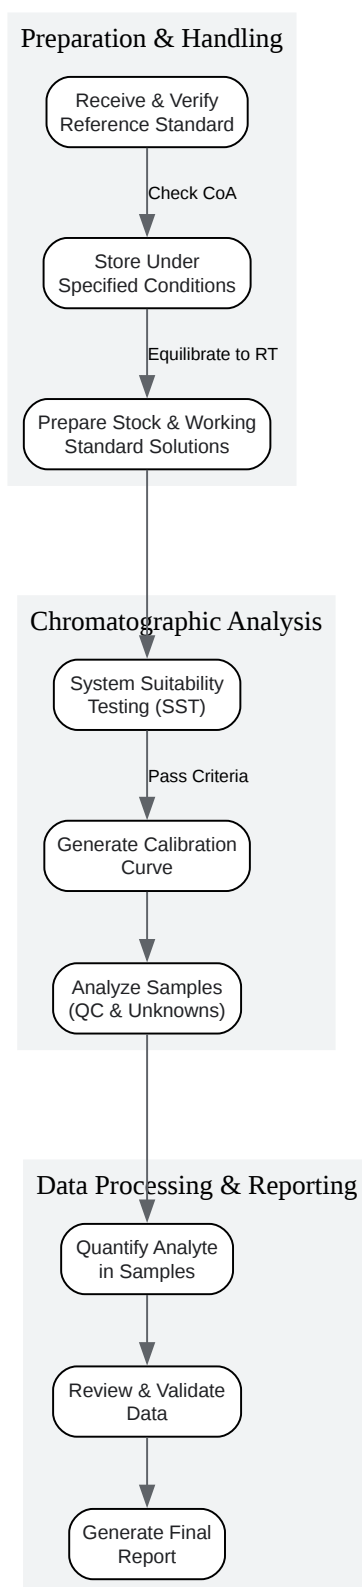 Preparation & Handling
Receive & Verify
Reference Standard
Check CoA
Store Under
Specified Conditions
Equilibrate to RT
Prepare Stock & Working
Standard Solutions
Chromatographic Analysis
System Suitability
Testing (SST)
Pass Criteria
Generate Calibration
Curve
Analyze Samples
(QC & Unknowns)
Data Processing & Reporting
Quantify Analyte
in Samples
Review & Validate
Data
Generate Final
Report